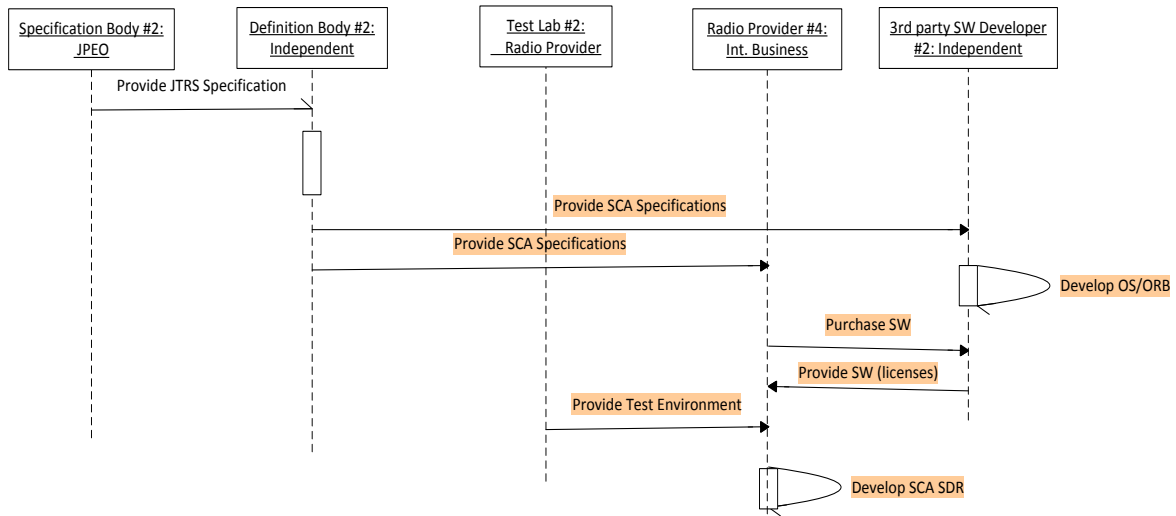 Specification Body #2:
JPEO
Definition Body #2:
Independent
Test Lab #2:
Radio Provider
Radio Provider #4:
Int. Business
3rd party SW Developer
#2: Independent
Provide JTRS Specification
Provide SCA Specifications
Provide SCA Specifications
Develop OS/ORB
Purchase SW
Provide SW (licenses)
Provide Test Environment
Develop SCA SDR